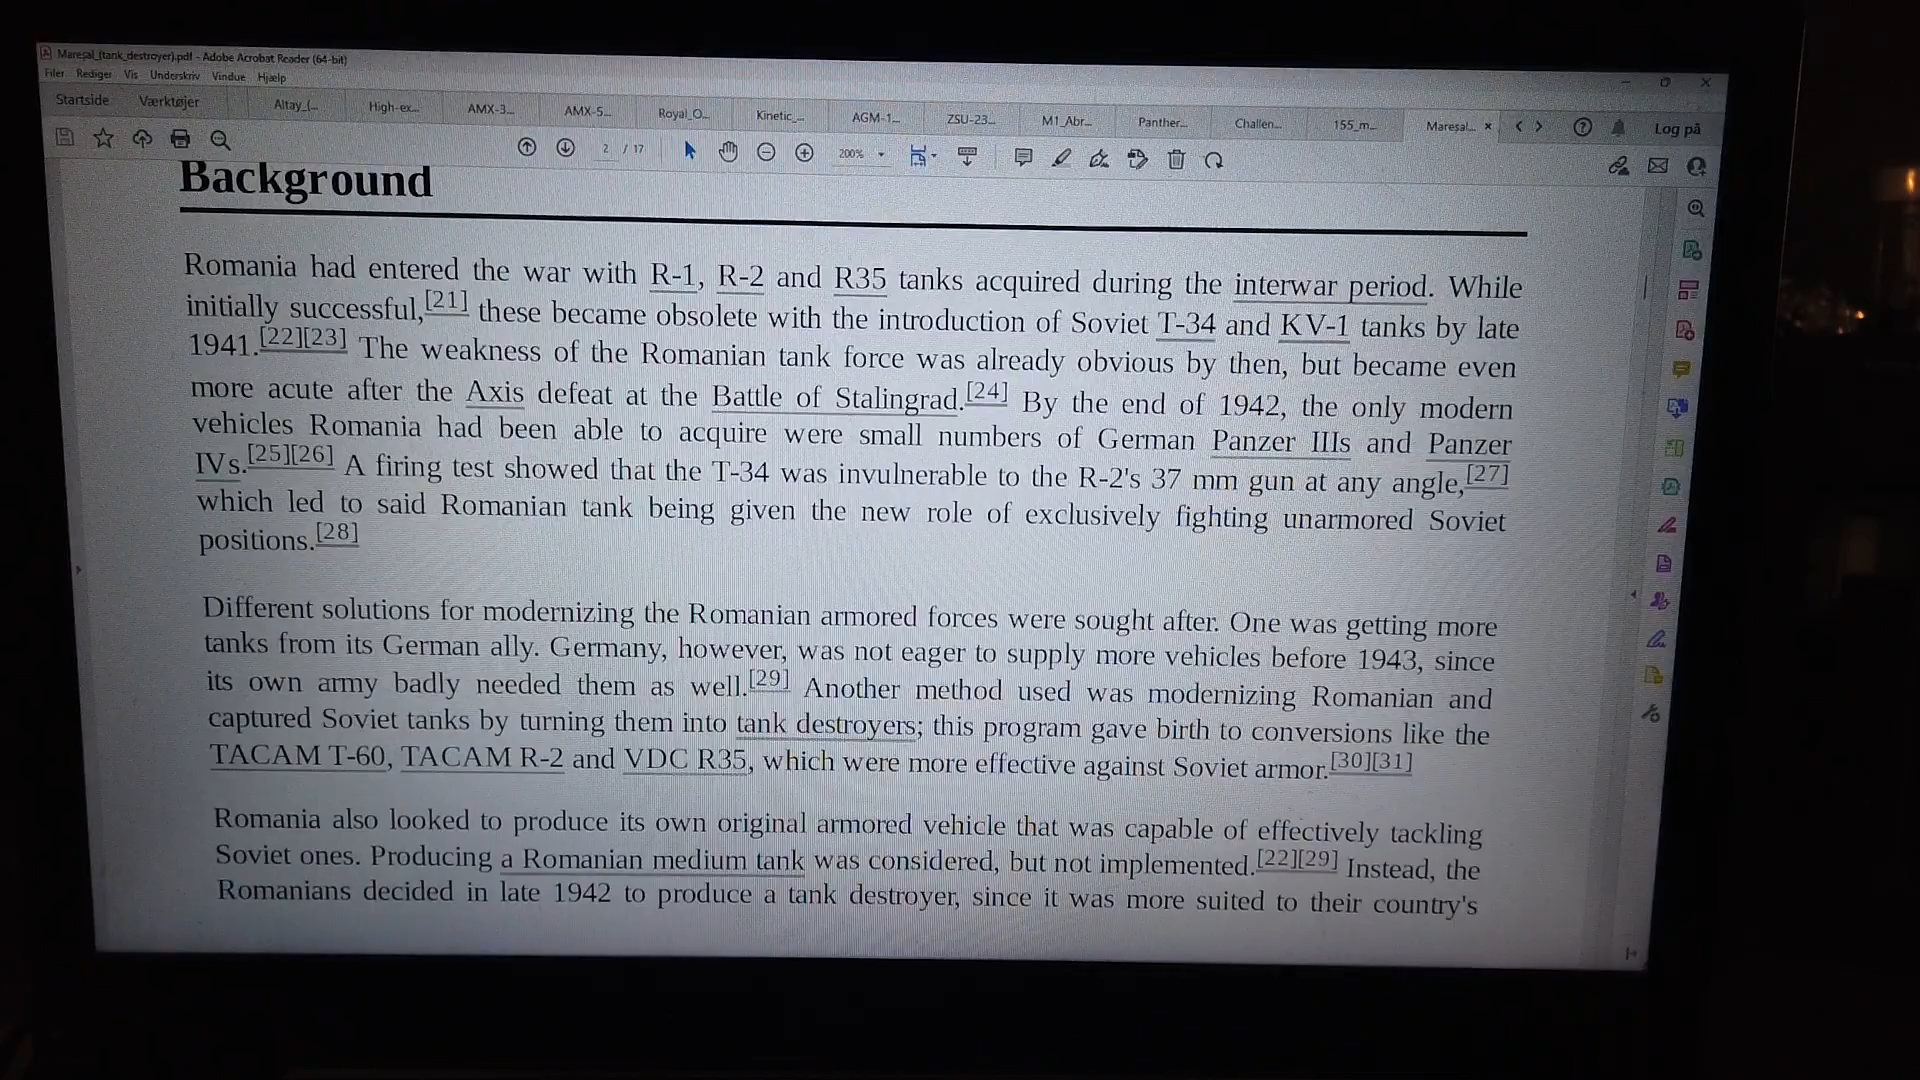 Mareșal_(tank_destroyer).pdf - Adobe Acrobat Reader (64-bit)
Filer Rediger Vis Underskriv Vindue Hjælp
Startside Værktøjer Altay_(... High-ex... AMX-3... AMX-5... Royal_O... Kinetic_... AGM-1... ZSU-23... M1_Abr... Panther... Challen... 155_m... Mareșal... Log på
2 / 17 200%
Background
Romania had entered the war with R-1, R-2 and R35 tanks acquired during the interwar period. While
initially successful,[21] these became obsolete with the introduction of Soviet T-34 and KV-1 tanks by late
1941.[22][23] The weakness of the Romanian tank force was already obvious by then, but became even
more acute after the Axis defeat at the Battle of Stalingrad.[24] By the end of 1942, the only modern
vehicles Romania had been able to acquire were small numbers of German Panzer IIIs and Panzer
IVs.[25][26] A firing test showed that the T-34 was invulnerable to the R-2's 37 mm gun at any angle,[27]
which led to said Romanian tank being given the new role of exclusively fighting unarmored Soviet
positions.[28]
Different solutions for modernizing the Romanian armored forces were sought after. One was getting more
tanks from its German ally. Germany, however, was not eager to supply more vehicles before 1943, since
its own army badly needed them as well.[29] Another method used was modernizing Romanian and
captured Soviet tanks by turning them into tank destroyers; this program gave birth to conversions like the
TACAM T-60, TACAM R-2 and VDC R35, which were more effective against Soviet armor.[30][31]
Romania also looked to produce its own original armored vehicle that was capable of effectively tackling
Soviet ones. Producing a Romanian medium tank was considered, but not implemented.[22][29] Instead, the
Romanians decided in late 1942 to produce a tank destroyer, since it was more suited to their country's